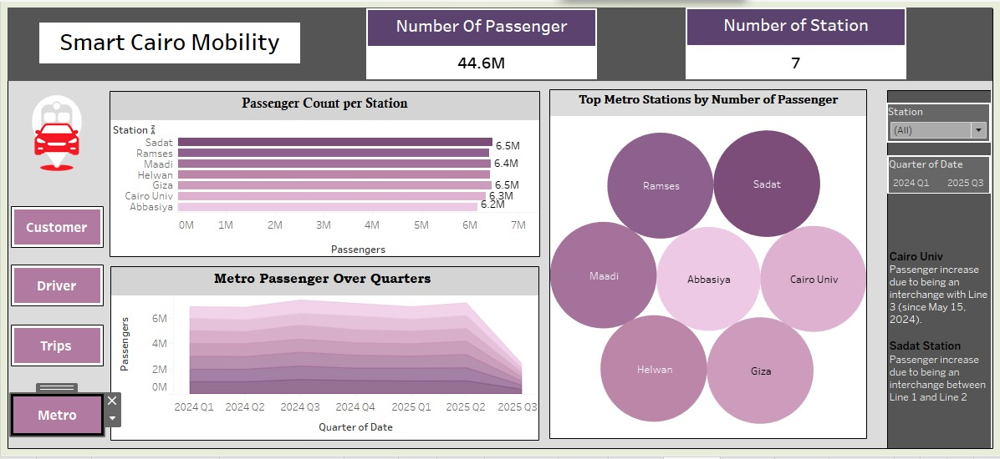 Smart Cairo Mobility
Number Of Passenger
44.6M
Number of Station
7
Customer
Driver
Trips
Metro
Passenger Count per Station
Station
Sadat
Ramses
Maadi
Helwan
Giza
Cairo Univ
Abbasiya
6.5M
6.4M
6.5M
6.3M
6.2M
0M 1M 2M 3M 4M 5M 6M 7M
Passengers
Metro Passenger Over Quarters
Passengers
6M
4M
2M
0M
2024 Q1 2024 Q2 2024 Q3 2024 Q4 2025 Q1 2025 Q2 2025 Q3
Quarter of Date
Top Metro Stations by Number of Passenger
Ramses
Sadat
Maadi
Abbasiya
Cairo Univ
Helwan
Giza
Station
(All)
Quarter of Date
2024 Q1 2025 Q3
Cairo Univ
Passenger increase
due to being an
interchange with Line
3 (since May 15,
2024).
Sadat Station
Passenger increase
due to being an
interchange between
Line 1 and Line 2